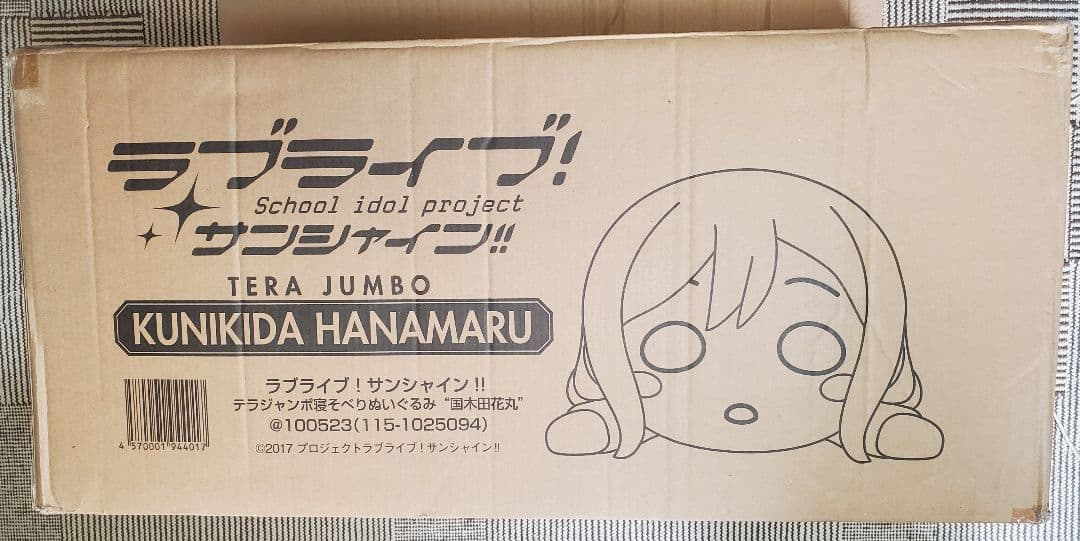 ラブライブ!
School idol project
サンシャイン!!
TERA JUMBO
KUNIKIDA HANAMARU
ラブライブ!サンシャイン!!
テラジャンボ寝そべりぬいぐるみ“国木田花丸”
@100523(115-1025094)
©2017 プロジェクトラブライブ!サンシャイン!!
4 570001 944017